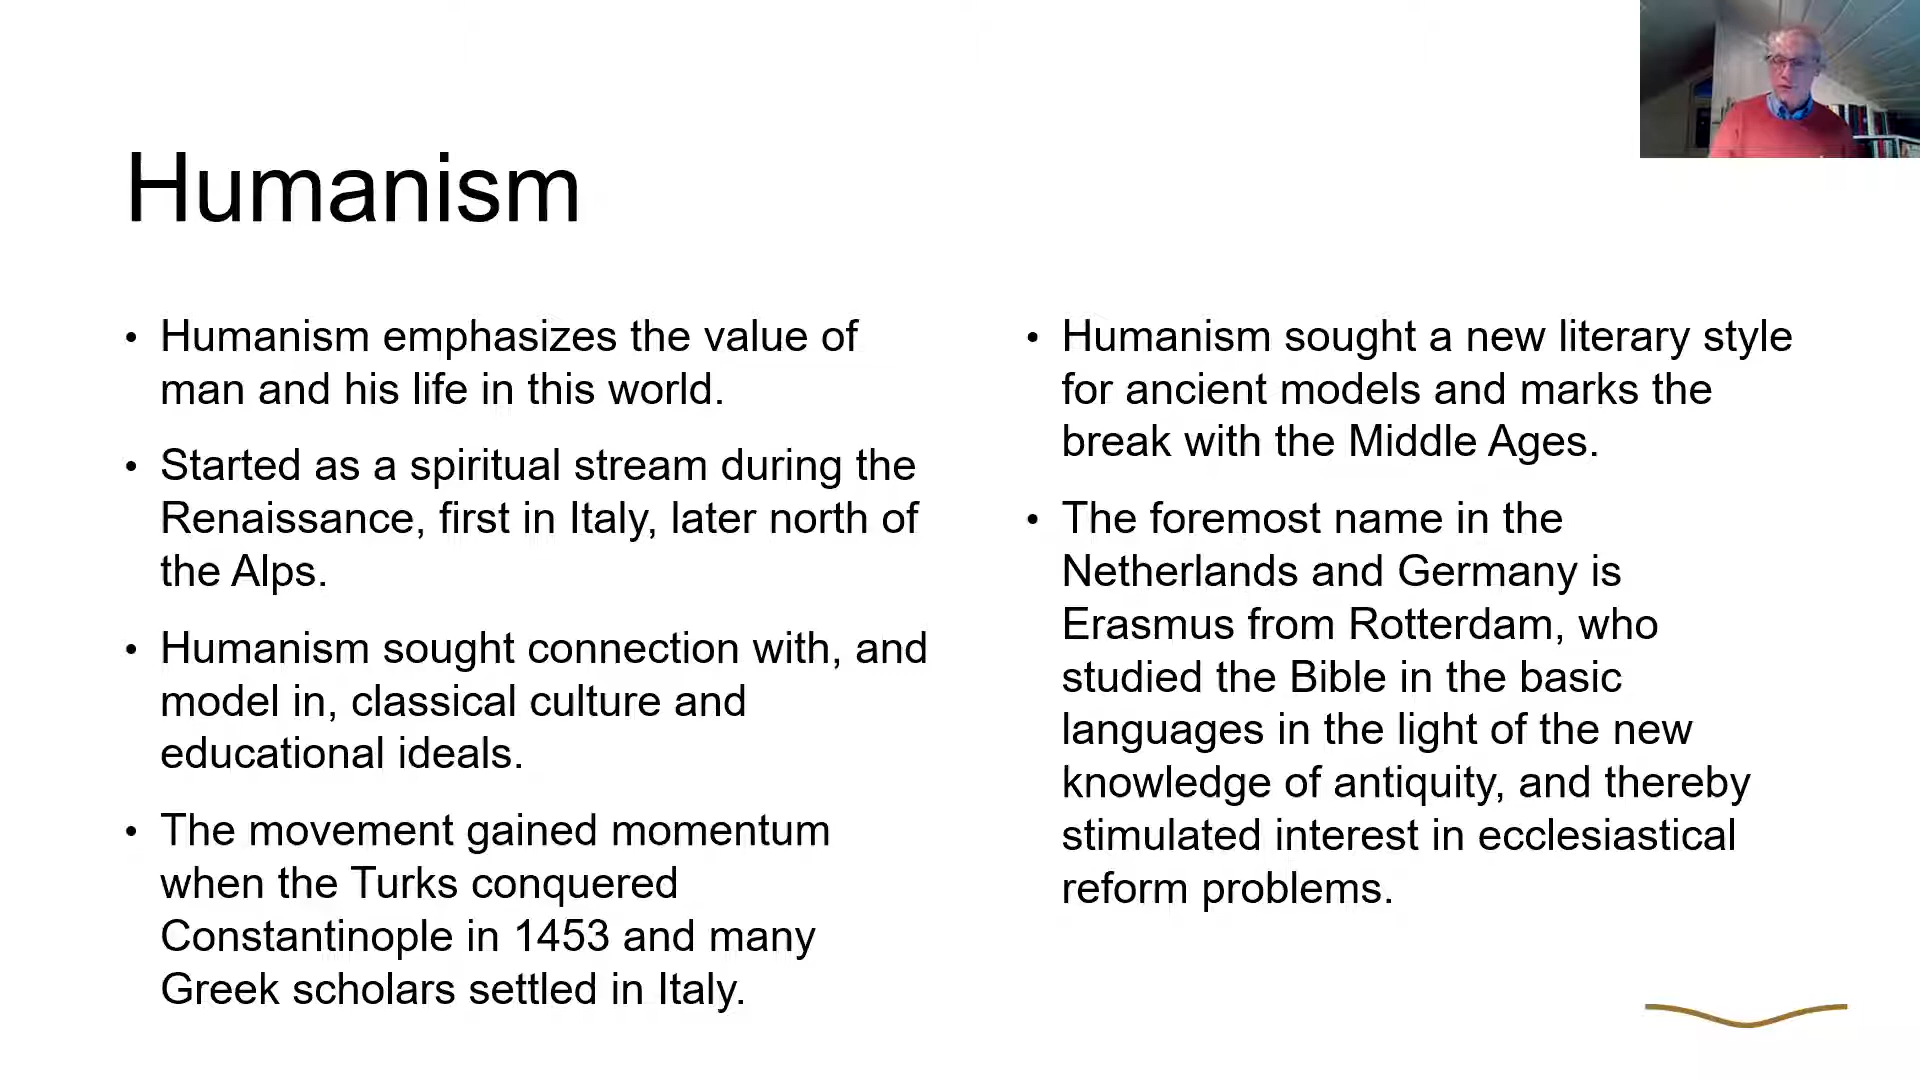 Humanism
• Humanism emphasizes the value of
man and his life in this world.
• Started as a spiritual stream during the
Renaissance, first in Italy, later north of
the Alps.
• Humanism sought connection with, and
model in, classical culture and
educational ideals.
• The movement gained momentum
when the Turks conquered
Constantinople in 1453 and many
Greek scholars settled in Italy.
• Humanism sought a new literary style
for ancient models and marks the
break with the Middle Ages.
• The foremost name in the
Netherlands and Germany is
Erasmus from Rotterdam, who
studied the Bible in the basic
languages in the light of the new
knowledge of antiquity, and thereby
stimulated interest in ecclesiastical
reform problems.